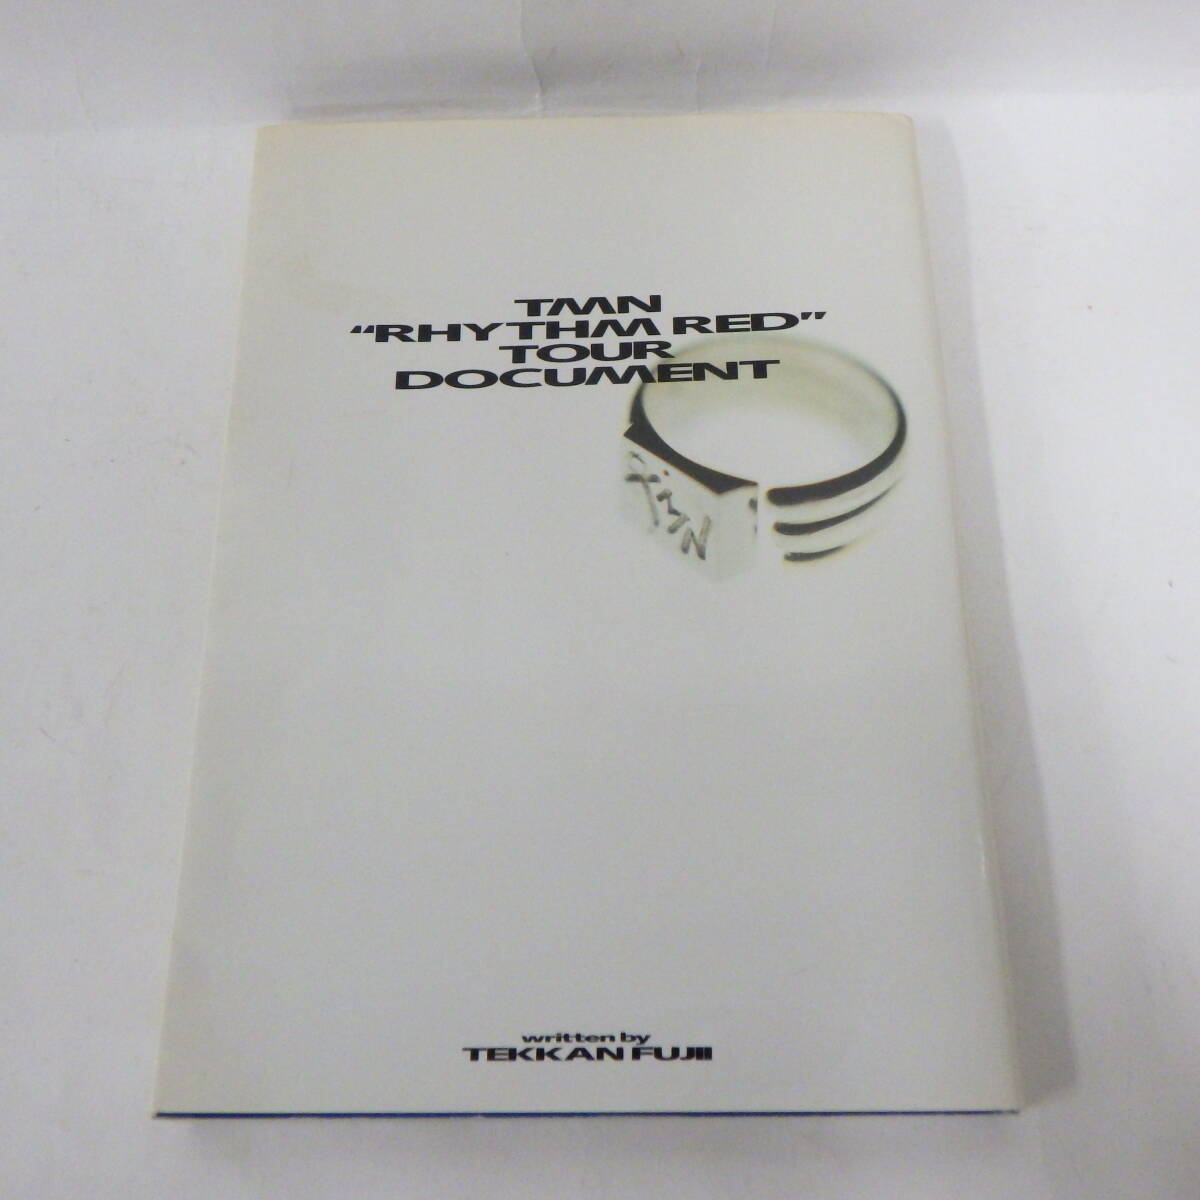 TMN
“RHYTHM RED”
TOUR
DOCUMENT
TMN
written by
TEKKAN FUJII